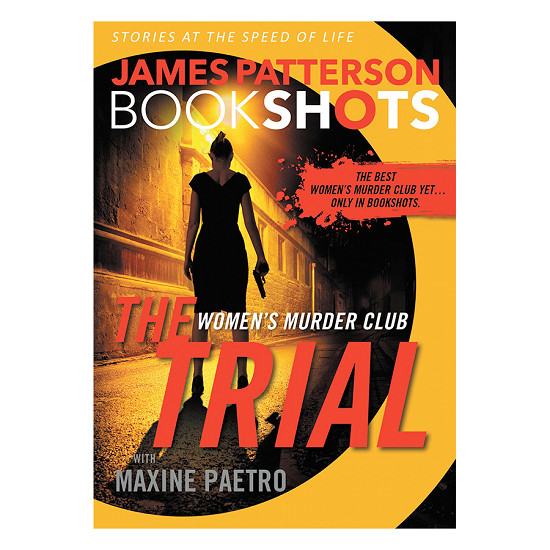 STORIES AT THE SPEED OF LIFE
JAMES PATTERSON
BOOKSHOTS
THE BEST
WOMEN'S MURDER CLUB YET...
ONLY IN BOOKSHOTS.
THE
WOMEN'S MURDER CLUB
TRIAL
WITH
MAXINE PAETRO